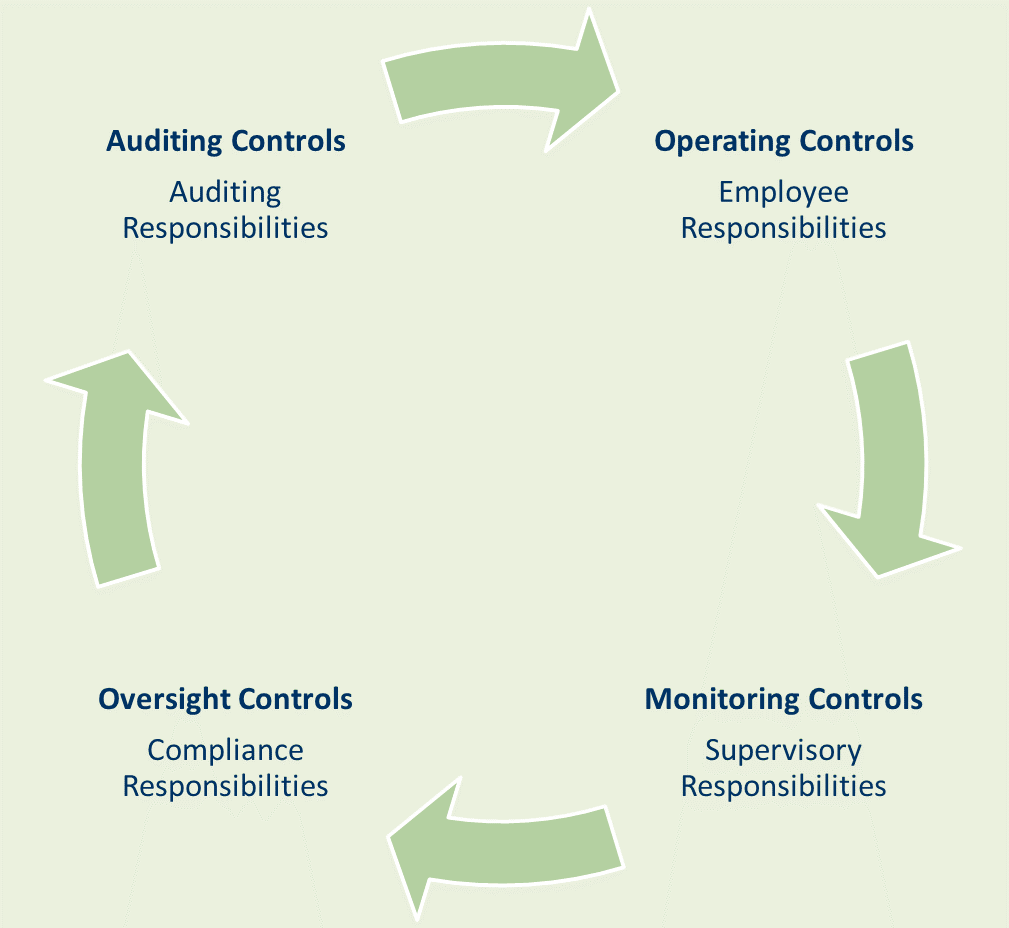 Auditing Controls
Auditing
Responsibilities
Operating Controls
Employee
Responsibilities
Oversight Controls
Compliance
Responsibilities
Monitoring Controls
Supervisory
Responsibilities